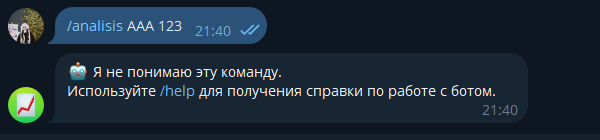 /analisis AAA 123
21:40
🤖 Я не понимаю эту команду.
Используйте /help для получения справки по работе с ботом.
21:40